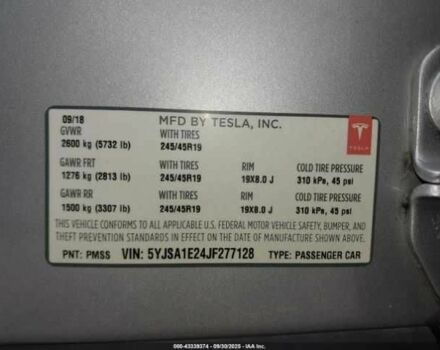 09/18 MFD BY TESLA, INC.
GVWR WITH TIRES
2600 kg (5732 lb) 245/45R19
GAWR FRT WITH TIRES RIM COLD TIRE PRESSURE
1276 kg (2813 lb) 245/45R19 19X8.0 J 310 kPa, 45 psi
GAWR RR WITH TIRES RIM COLD TIRE PRESSURE
1500 kg (3307 lb) 245/45R19 19X8.0 J 310 kPa, 45 psi
THIS VEHICLE CONFORMS TO ALL APPLICABLE U.S. FEDERAL MOTOR VEHICLE SAFETY, BUMPER, AND
THEFT PREVENTION STANDARDS IN EFFECT ON THE DATE OF MANUFACTURE SHOWN ABOVE.
PNT: PMSS VIN: 5YJSA1E24JF277128 TYPE: PASSENGER CAR
TESLA
000-43339374 - 09/30/2025 - IAA Inc.